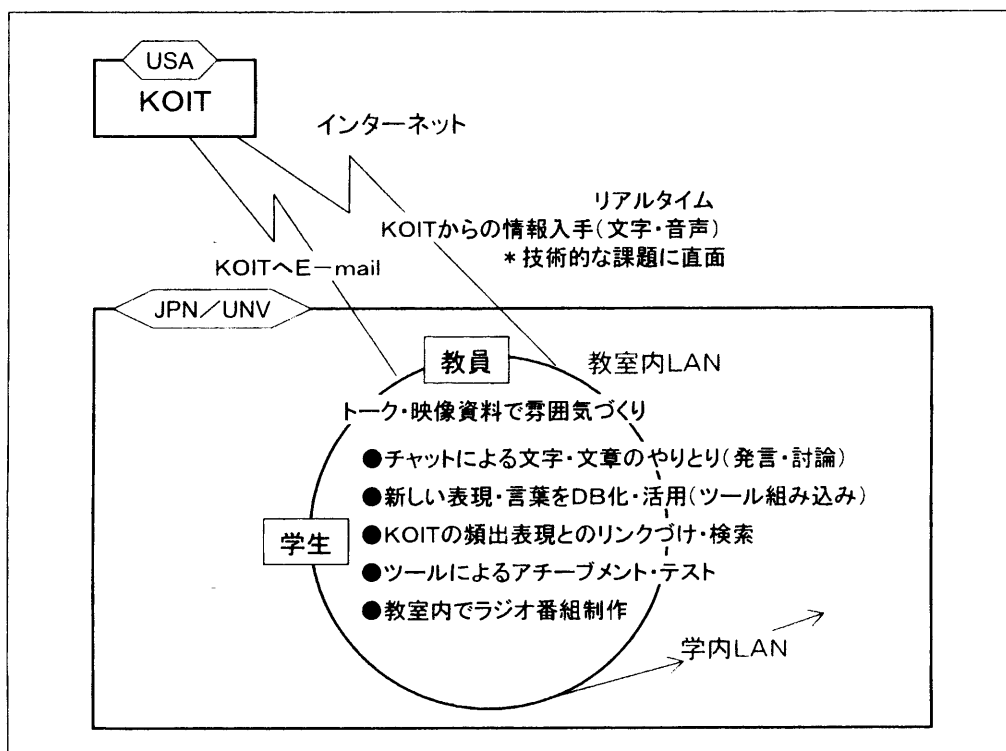 USA
KOIT
インターネット
リアルタイム
KOITからの情報入手(文字・音声)
*技術的な課題に直面
KOITへE-mail
JPN/UNV
教員
教室内LAN
トーク・映像資料で雰囲気づくり
●チャットによる文字・文章のやりとり(発言・討論)
●新しい表現・言葉をDB化・活用(ツール組み込み)
学生
●KOITの頻出表現とのリンクづけ・検索
●ツールによるアチーブメント・テスト
●教室内でラジオ番組制作
学内LAN